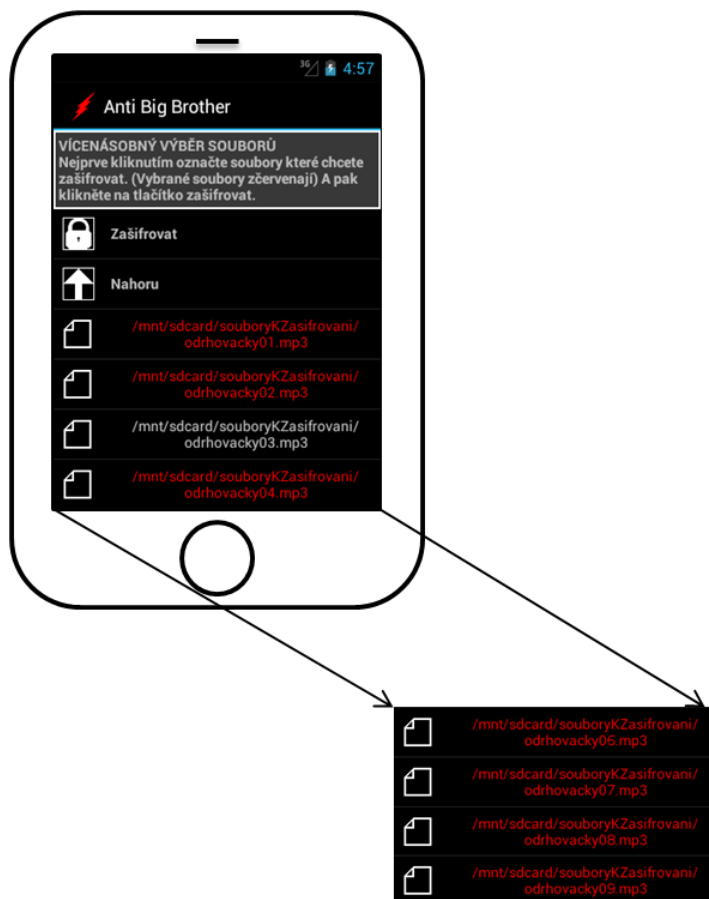 3G 4:57
Anti Big Brother
VÍCENÁSOBNÝ VÝBĚR SOUBORŮ
Nejprve kliknutím označte soubory které chcete
zašifrovat. (Vybrané soubory zčervenají) A pak
klikněte na tlačítko zašifrovat.
Zašifrovat
Nahoru
/mnt/sdcard/souboryKZasifrovani/
odrhovacky01.mp3
/mnt/sdcard/souboryKZasifrovani/
odrhovacky02.mp3
/mnt/sdcard/souboryKZasifrovani/
odrhovacky03.mp3
/mnt/sdcard/souboryKZasifrovani/
odrhovacky04.mp3
/mnt/sdcard/souboryKZasifrovani/
odrhovacky06.mp3
/mnt/sdcard/souboryKZasifrovani/
odrhovacky07.mp3
/mnt/sdcard/souboryKZasifrovani/
odrhovacky08.mp3
/mnt/sdcard/souboryKZasifrovani/
odrhovacky09.mp3